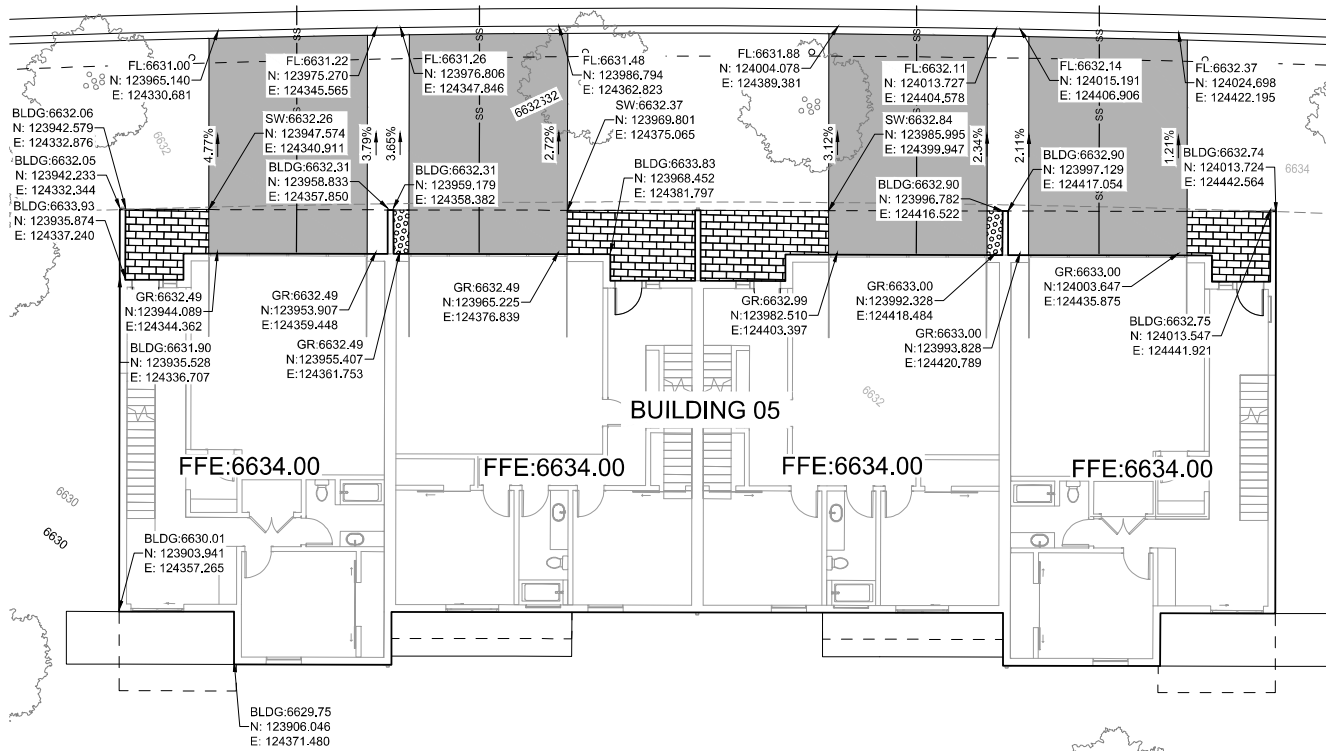 FL:6631.00
N: 123965.140
E: 124330.681
FL:6631.22
N: 123975.270
E: 124345.565
FL:6631.26
N: 123976.806
E: 124347.846
FL:6631.48
N: 123986.794
E: 124362.823
FL:6631.88
N: 124004.078
E: 124389.381
FL:6632.11
N: 124013.727
E: 124404.578
FL:6632.14
N: 124015.191
E: 124406.906
FL:6632.37
N: 124024.698
E: 124422.195
SS
SS
SS
SS
SS
SS
SS
SS
BLDG:6632.06
N: 123942.579
E: 124332.876
BLDG:6632.05
N: 123942.233
E: 124332.344
BLDG:6633.93
N: 123935.874
E: 124337.240
6632
4.77%
SW:6632.26
N: 123947.574
E: 124340.911
BLDG:6632.31
N: 123958.833
E: 124357.850
3.79%
3.65%
BLDG:6632.31
N: 123959.179
E: 124358.382
2.72%
6632
SW:6632.37
N: 123969.801
E: 124375.065
BLDG:6633.83
N: 123968.452
E: 124381.797
3.12%
SW:6632.84
N: 123985.995
E: 124399.947
BLDG:6632.90
N: 123996.782
E: 124416.522
2.34%
2.11%
BLDG:6632.90
N: 123997.129
E: 124417.054
1.21%
BLDG:6632.74
N: 124013.724
E: 124442.564
6634
GR:6632.49
N:123944.089
E:124344.362
GR:6632.49
N:123953.907
E:124359.448
GR:6632.49
N:123955.407
E:124361.753
GR:6632.49
N:123965.225
E:124376.839
GR:6632.99
N:123982.510
E:124403.397
GR:6633.00
N:123992.328
E:124418.484
GR:6633.00
N:123993.828
E:124420.789
GR:6633.00
N:124003.647
E:124435.875
BLDG:6632.75
N: 124013.547
E: 124441.921
BLDG:6631.90
N: 123935.528
E: 124336.707
6632
BUILDING 05
FFE:6634.00
FFE:6634.00
FFE:6634.00
FFE:6634.00
6630
6630
BLDG:6630.01
N: 123903.941
E: 124357.265
BLDG:6629.75
N: 123906.046
E: 124371.480